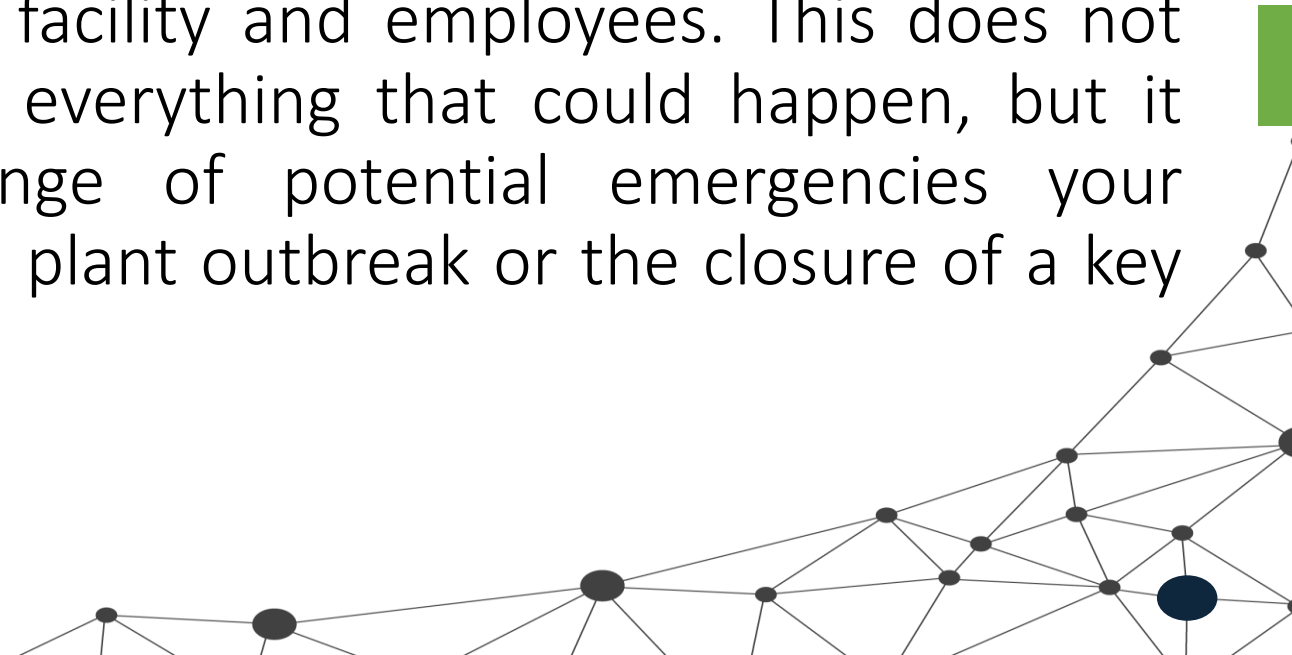 facility and employees. This does not
everything that could happen, but it
nge of potential emergencies your
plant outbreak or the closure of a key